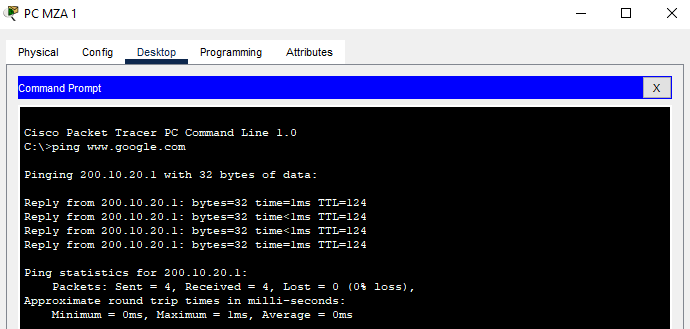 PC MZA 1
Physical Config Desktop Programming Attributes
Command Prompt X
Cisco Packet Tracer PC Command Line 1.0
C:\>ping www.google.com
Pinging 200.10.20.1 with 32 bytes of data:
Reply from 200.10.20.1: bytes=32 time=1ms TTL=124
Reply from 200.10.20.1: bytes=32 time<1ms TTL=124
Reply from 200.10.20.1: bytes=32 time<1ms TTL=124
Reply from 200.10.20.1: bytes=32 time=1ms TTL=124
Ping statistics for 200.10.20.1:
Packets: Sent = 4, Received = 4, Lost = 0 (0% loss),
Approximate round trip times in milli-seconds:
Minimum = 0ms, Maximum = 1ms, Average = 0ms